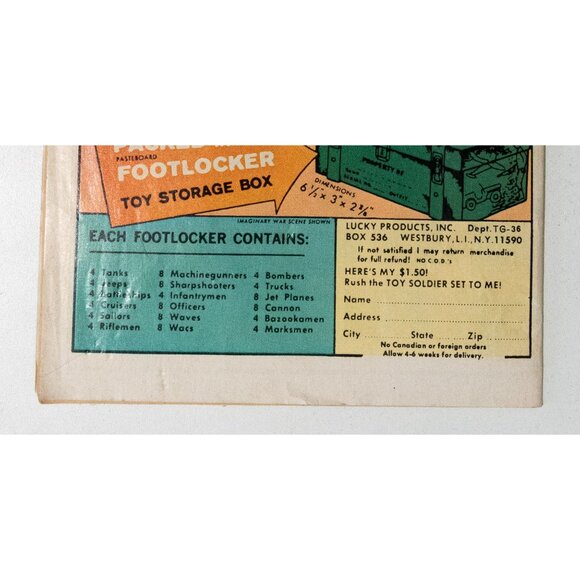 PACKED
PASTEBOARD
FOOTLOCKER
TOY STORAGE BOX
PROPERTY OF
DIMENSIONS:
IMAGINARY WAR SCENE SHOWN
EACH FOOTLOCKER CONTAINS:
4 Tanks
4 Jeeps
4 Battleships
4 Cruisers
4 Sailors
4 Riflemen
8 Machinegunners
8 Sharpshooters
4 Infantrymen
8 Officers
8 Waves
8 Wacs
4 Bombers
4 Trucks
8 Jet Planes
8 Cannon
4 Bazookamen
4 Marksmen
LUCKY PRODUCTS, INC. Dept. TG-36
BOX 536 WESTBURY, L.I., N.Y. 11590
If not satisfied I may return merchandise
for full refund! NO C.O.D.'s
HERE'S MY $1.50!
Rush the TOY SOLDIER SET TO ME!
Name
Address
City State Zip
No Canadian or foreign orders
Allow 4-6 weeks for delivery.